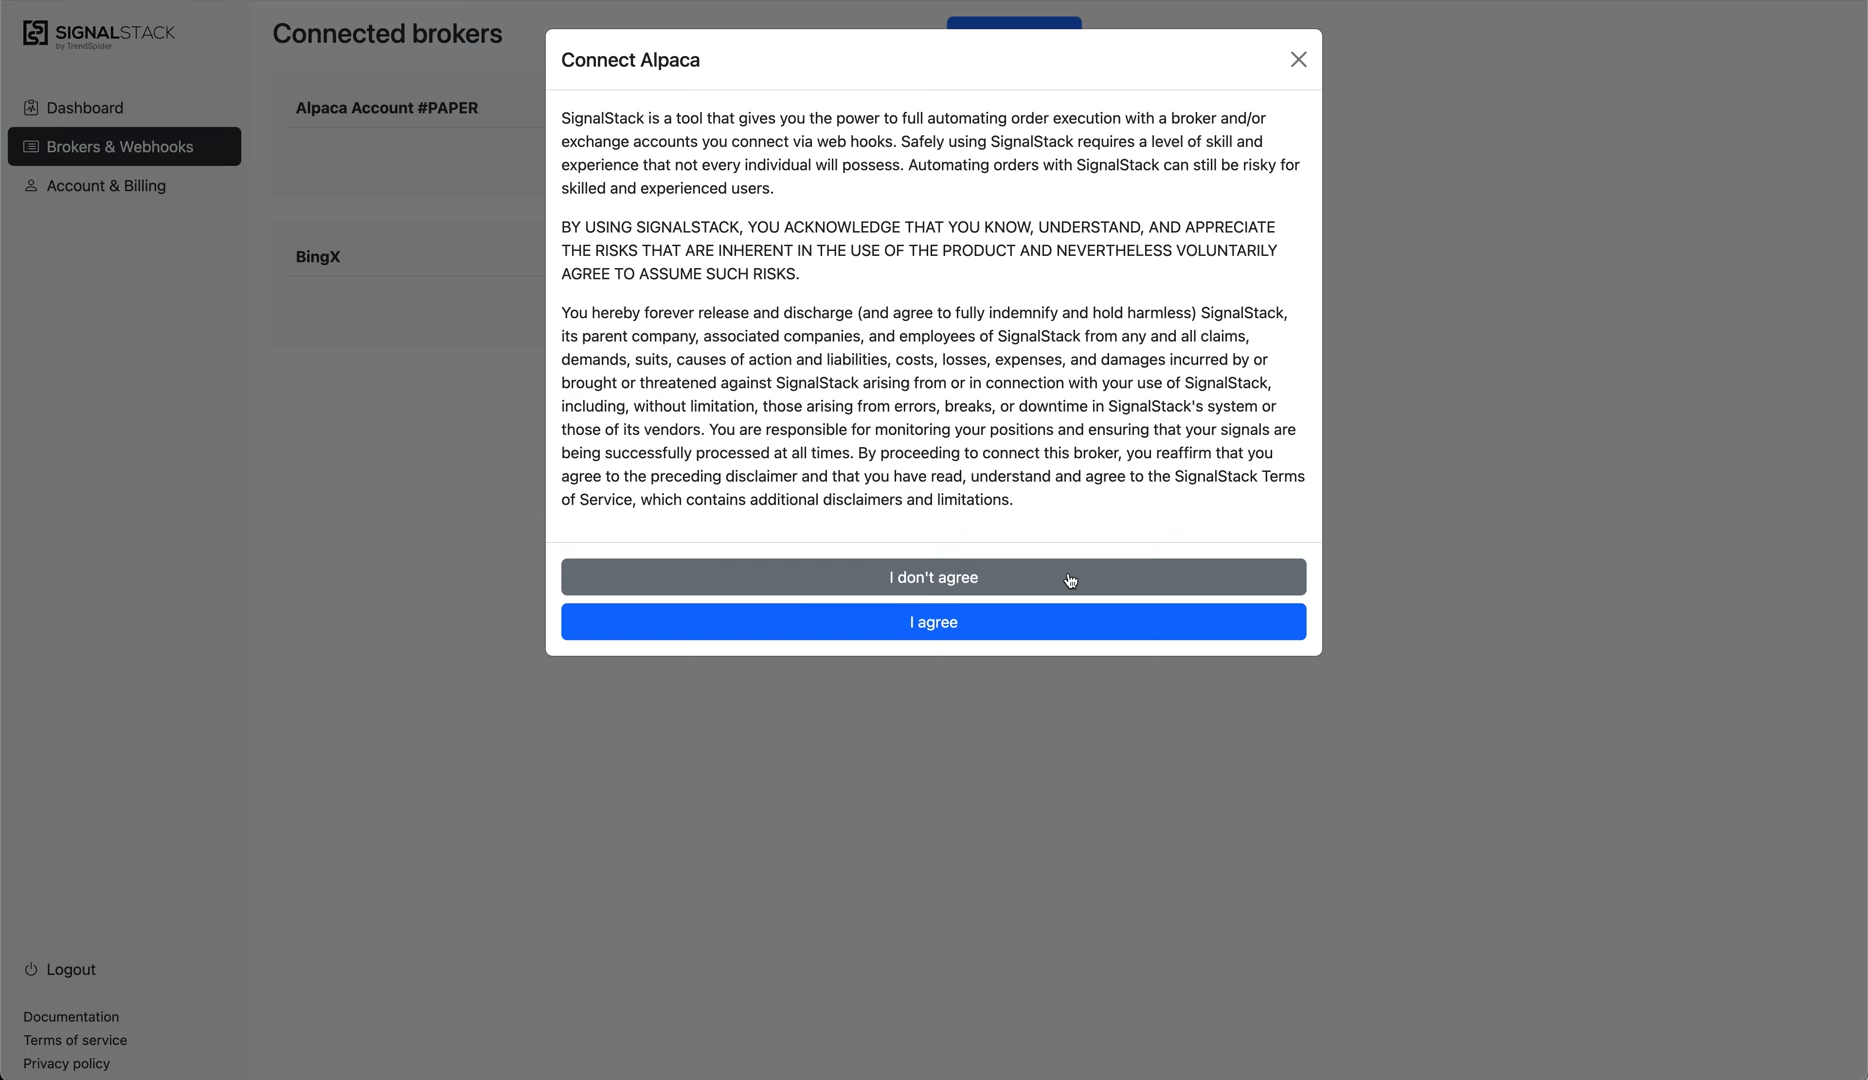 SIGNALSTACK
by TrendSpider
Dashboard
Brokers & Webhooks
Account & Billing
Connected brokers
Alpaca Account #PAPER
BingX
Connect Alpaca
SignalStack is a tool that gives you the power to full automating order execution with a broker and/or
exchange accounts you connect via web hooks. Safely using SignalStack requires a level of skill and
experience that not every individual will possess. Automating orders with SignalStack can still be risky for
skilled and experienced users.
BY USING SIGNALSTACK, YOU ACKNOWLEDGE THAT YOU KNOW, UNDERSTAND, AND APPRECIATE
THE RISKS THAT ARE INHERENT IN THE USE OF THE PRODUCT AND NEVERTHELESS VOLUNTARILY
AGREE TO ASSUME SUCH RISKS.
You hereby forever release and discharge (and agree to fully indemnify and hold harmless) SignalStack,
its parent company, associated companies, and employees of SignalStack from any and all claims,
demands, suits, causes of action and liabilities, costs, losses, expenses, and damages incurred by or
brought or threatened against SignalStack arising from or in connection with your use of SignalStack,
including, without limitation, those arising from errors, breaks, or downtime in SignalStack's system or
those of its vendors. You are responsible for monitoring your positions and ensuring that your signals are
being successfully processed at all times. By proceeding to connect this broker, you reaffirm that you
agree to the preceding disclaimer and that you have read, understand and agree to the SignalStack Terms
of Service, which contains additional disclaimers and limitations.
I don't agree
I agree
Logout
Documentation
Terms of service
Privacy policy